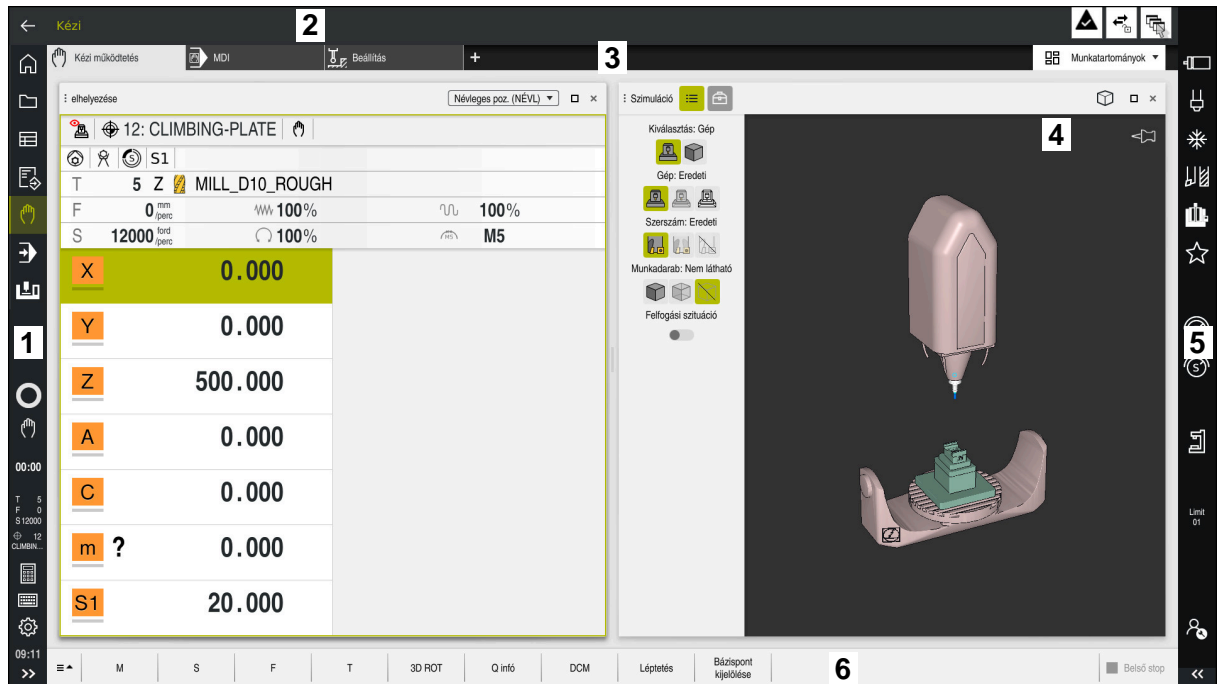 Kézi
2
Kézi működtetés
MDI
Beállítás
+
3
Munkatartományok
elhelyezése
Névleges poz. (NÉVL)
12: CLIMBING-PLATE
S1
T 5 Z MILL_D10_ROUGH
F 0 mm/perc 100% 100%
S 12000 ford/perc 100% M5
X 0.000
Y 0.000
Z 500.000
A 0.000
C 0.000
m ? 0.000
S1 20.000
Szimuláció
Kiválasztás: Gép
Gép: Eredeti
Szerszám: Eredeti
Munkadarab: Nem látható
Felfogási szituáció
4
1
00:00
T 5
F 0
S 12000
12
CLIMBIN...
09:11
5
S
Limit
01
M
S
F
T
3D ROT
Q infó
DCM
Léptetés
Bázispont
kijelölése
6
Belső stop